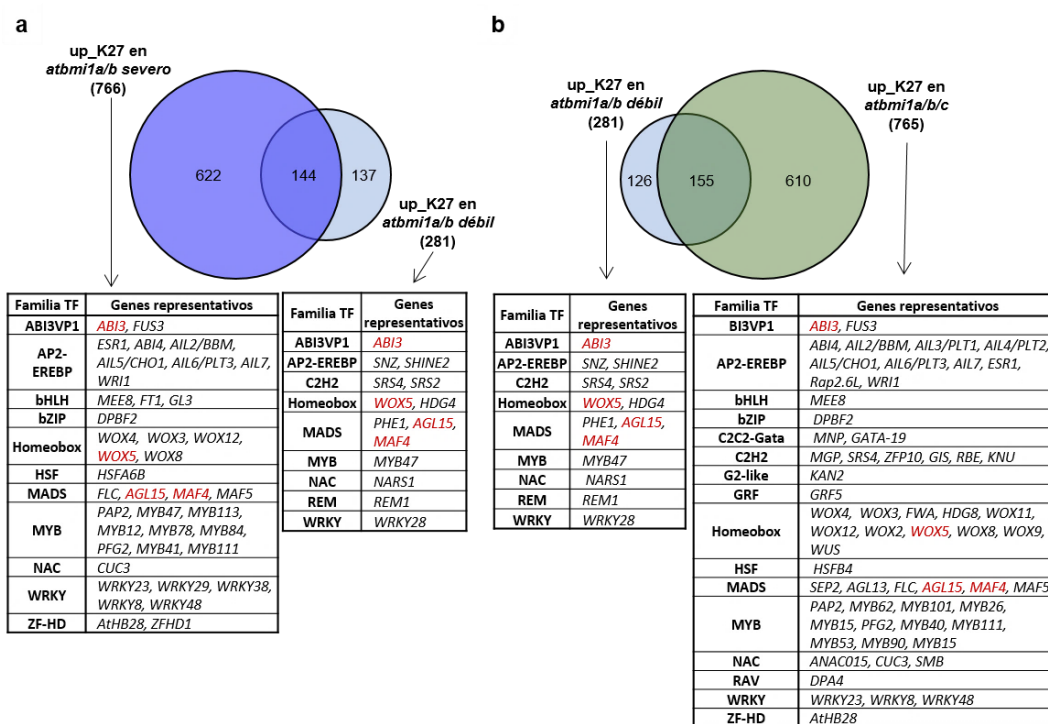 a
up_K27 en
atbmi1a/b severo
(766)
622
144
137
up_K27 en
atbmi1a/b débil
(281)
Familia TF Genes representativos
ABI3VP1 ABI3, FUS3
AP2-EREBP ESR1, ABI4, AIL2/BBM,
AIL5/CHO1, AIL6/PLT3, AIL7,
WRI1
bHLH MEE8, FT1, GL3
bZIP DPBF2
Homeobox WOX4, WOX3, WOX12,
WOX5, WOX8
HSF HSFA6B
MADS FLC, AGL15, MAF4, MAF5
MYB PAP2, MYB47, MYB113,
MYB12, MYB78, MYB84,
PFG2, MYB41, MYB111
NAC CUC3
WRKY WRKY23, WRKY29, WRKY38,
WRKY8, WRKY48
ZF-HD AtHB28, ZFHD1
Familia TF Genes
representativos
ABI3VP1 ABI3
AP2-EREBP SNZ, SHINE2
C2H2 SRS4, SRS2
Homeobox WOX5, HDG4
MADS PHE1, AGL15,
MAF4
MYB MYB47
NAC NARS1
REM REM1
WRKY WRKY28
b
up_K27 en
atbmi1a/b débil
(281)
up_K27 en
atbmi1a/b/c
(765)
126
155
610
Familia TF Genes
representativos
ABI3VP1 ABI3
AP2-EREBP SNZ, SHINE2
C2H2 SRS4, SRS2
Homeobox WOX5, HDG4
MADS PHE1, AGL15,
MAF4
MYB MYB47
NAC NARS1
REM REM1
WRKY WRKY28
Familia TF Genes representativos
BI3VP1 ABI3, FUS3
AP2-EREBP ABI4, AIL2/BBM, AIL3/PLT1, AIL4/PLT2,
AIL5/CHO1, AIL6/PLT3, AIL7, ESR1,
Rap2.6L, WRI1
bHLH MEE8
bZIP DPBF2
C2C2-Gata MNP, GATA-19
C2H2 MGP, SRS4, ZFP10, GIS, RBE, KNU
G2-like KAN2
GRF GRF5
Homeobox WOX4, WOX3, FWA, HDG8, WOX11,
WOX12, WOX2, WOX5, WOX8, WOX9,
WUS
HSF HSFB4
MADS SEP2, AGL13, FLC, AGL15, MAF4, MAF5
MYB PAP2, MYB62, MYB101, MYB26,
MYB15, PFG2, MYB40, MYB111,
MYB53, MYB90, MYB15
NAC ANAC015, CUC3, SMB
RAV DPA4
WRKY WRKY23, WRKY8, WRKY48
ZF-HD AtHB28